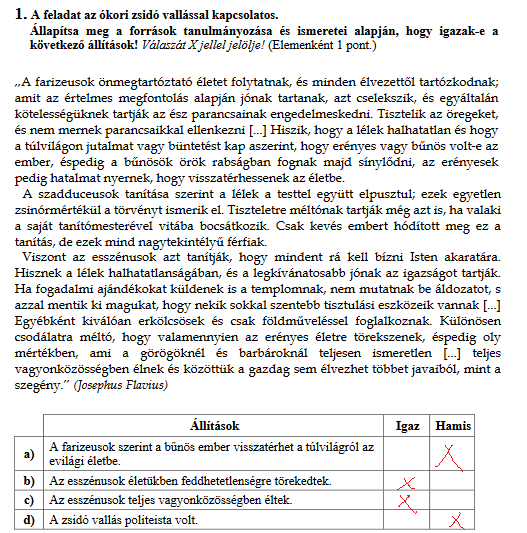 1. A feladat az ókori zsidó vallással kapcsolatos.
Állapítsa meg a források tanulmányozása és ismeretei alapján, hogy igazak-e a
következő állítások! Válaszát X jellel jelölje! (Elemenként 1 pont.)
„A farizeusok önmegtartóztató életet folytatnak, és minden élvezettől tartózkodnak;
amit az értelmes megfontolás alapján jónak tartanak, azt cselekszik, és egyáltalán
kötelességüknek tartják az ész parancsainak engedelmeskedni. Tisztelik az öregeket,
és nem mernek parancsaikkal ellenkezni [...] Hiszik, hogy a lélek halhatatlan és hogy
a túlvilágon jutalmat vagy büntetést kap aszerint, hogy erényes vagy bűnös volt-e az
ember, éspedig a bűnösök örök rabságban fognak majd sínylődni, az erényesek
pedig hatalmat nyernek, hogy visszatérhessenek az életbe.
A szadduceusok tanítása szerint a lélek a testtel együtt elpusztul; ezek egyetlen
zsinórmértékül a törvényt ismerik el. Tiszteletre méltónak tartják még azt is, ha valaki
a saját tanítómesterével vitába bocsátkozik. Csak kevés embert hódított meg ez a
tanítás, de ezek mind nagytekintélyű férfiak.
Viszont az esszénusok azt tanítják, hogy mindent rá kell bízni Isten akaratára.
Hisznek a lélek halhatatlanságában, és a legkívánatosabb jónak az igazságot tartják.
Ha fogadalmi ajándékokat küldenek is a templomnak, nem mutatnak be áldozatot, s
azzal mentik ki magukat, hogy nekik sokkal szentebb tisztulási eszközeik vannak [...]
Egyébként kiválóan erkölcsösek és csak földműveléssel foglalkoznak. Különösen
csodálatra méltó, hogy valamennyien az erényes életre törekszenek, éspedig oly
mértékben, ami a görögöknél és barbároknál teljesen ismeretlen [...] teljes
vagyonközösségben élnek és közöttük a gazdag sem élvezhet többet javaiból, mint a
szegény.” (Josephus Flavius)
Állítások Igaz Hamis
a) A farizeusok szerint a bűnös ember visszatérhet a túlvilágról az
evilági életbe. X
b) Az esszénusok életükben feddhetetlenségre törekedtek. X
c) Az esszénusok teljes vagyonközösségben éltek. X
d) A zsidó vallás politeista volt. X